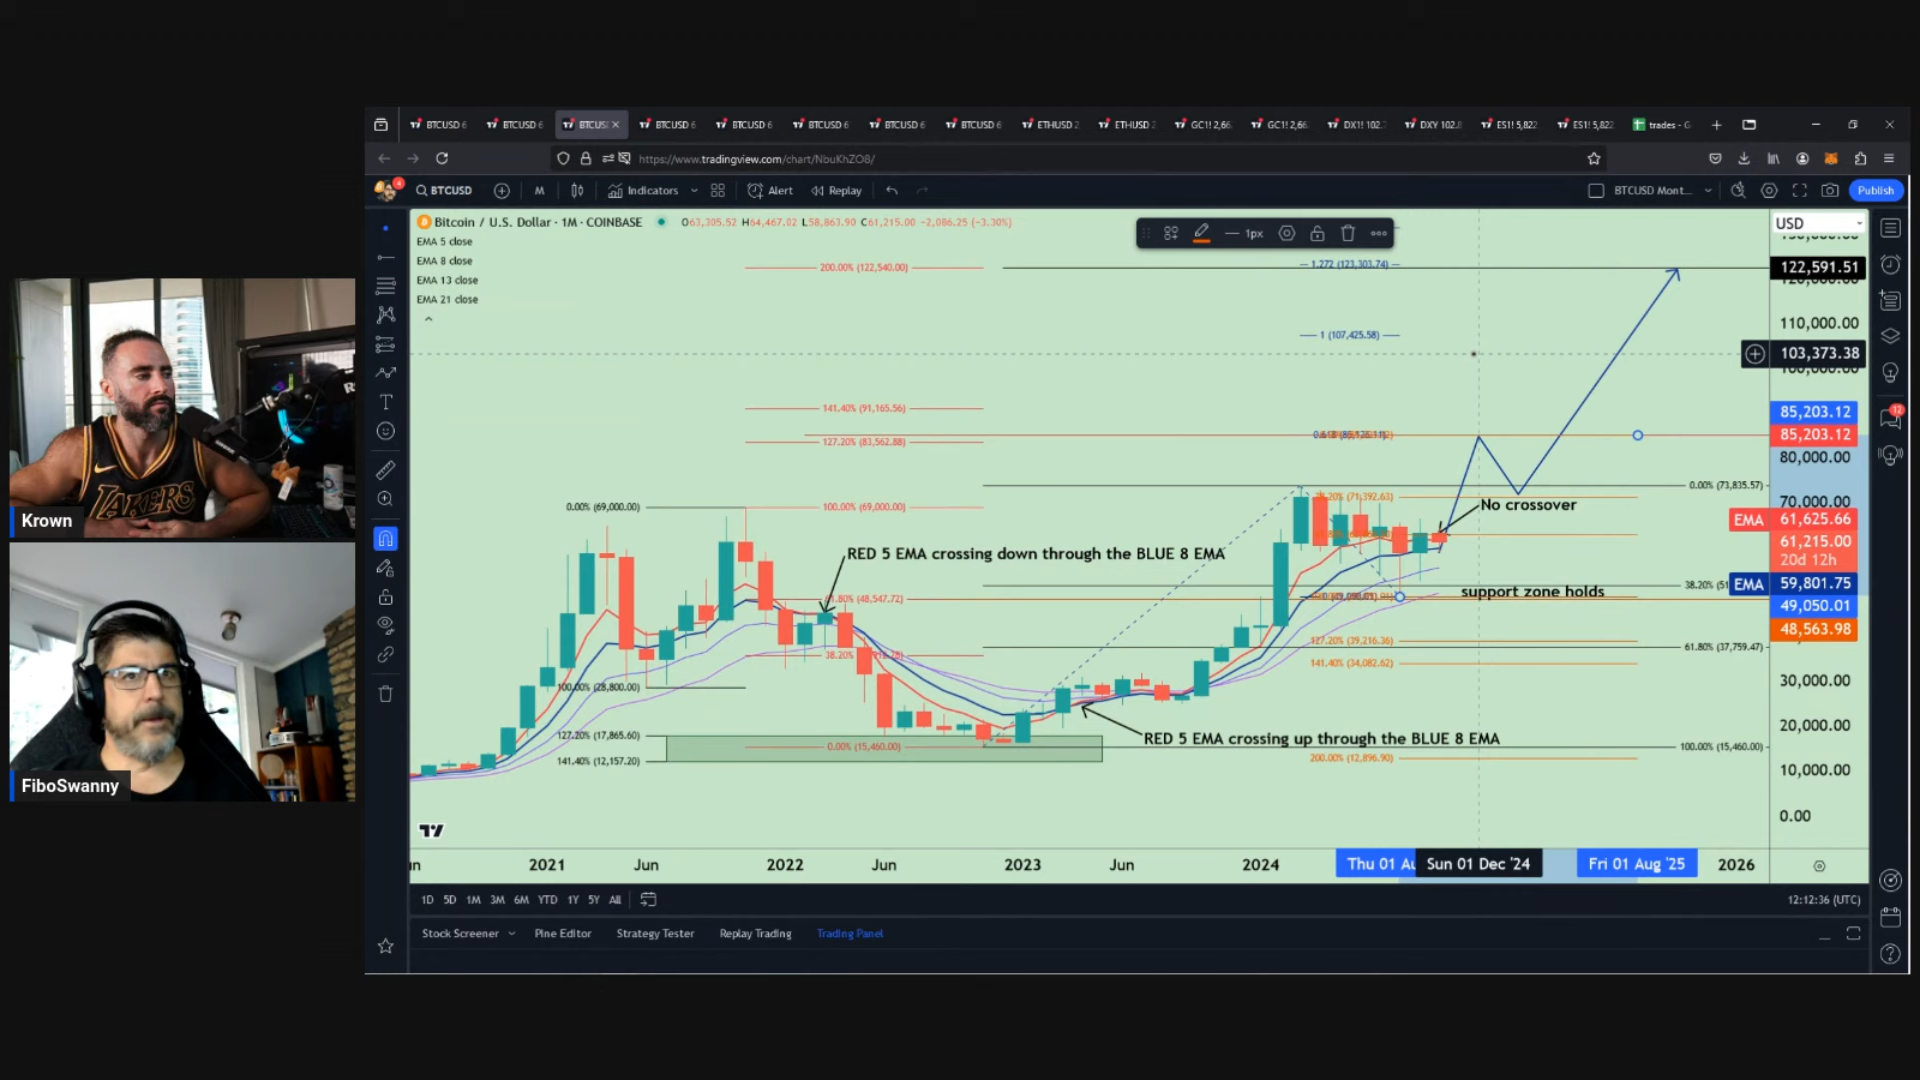 BTCUSD 6
BTCUSD 6
BTCUS
BTCUSD 6
BTCUSD 6
BTCUSD 6
BTCUSD 6
BTCUSD 6
ETHUSD 2
ETHUSD 2
GC1! 2,66
GC1! 2,66
DX1! 102.
DXY 102.8
ES1! 5,822
ES1! 5,822
trades - G
https://www.tradingview.com/chart/NbuKhZO8/
4
BTCUSD
M
Indicators
Alert
Replay
BTCUSD Mont...
Publish
Bitcoin / U.S. Dollar · 1M · COINBASE
O63,305.52 H64,467.02 L58,863.90 C61,215.00 -2,086.25 (-3.30%)
EMA 5 close
EMA 8 close
EMA 13 close
EMA 21 close
1px
USD
200.00% (122,540.00)
1.272 (123,303.74)
122,591.51
1 (107,425.58)
110,000.00
103,373.38
141.40% (91,165.56)
127.20% (83,562.88)
85,203.12
85,203.12
80,000.00
0.00% (73,835.57)
71,392.63)
70,000.00
0.00% (69,000.00)
100.00% (69,000.00)
No crossover
EMA 61,625.66
61,215.00
20d 12h
RED 5 EMA crossing down through the BLUE 8 EMA
38.20% (51
EMA 59,801.75
support zone holds
61.80% (48,547.72)
49,050.01
48,563.98
127.20% (39,216.36)
61.80% (37,759.47)
38.20%
141.40% (34,082.62)
100.00% (28,800.00)
30,000.00
20,000.00
127.20% (17,865.60)
RED 5 EMA crossing up through the BLUE 8 EMA
0.00% (15,460.00)
100.00% (15,460.00)
141.40% (12,157.20)
200.00% (12,896.90)
10,000.00
0.00
2021
Jun
2022
Jun
2023
Jun
2024
Thu 01 Au
Sun 01 Dec '24
Fri 01 Aug '25
2026
1D 5D 1M 3M 6M YTD 1Y 5Y All
12:12:36 (UTC)
Stock Screener
Pine Editor
Strategy Tester
Replay Trading
Trading Panel
12
LAKERS
Krown
FiboSwanny